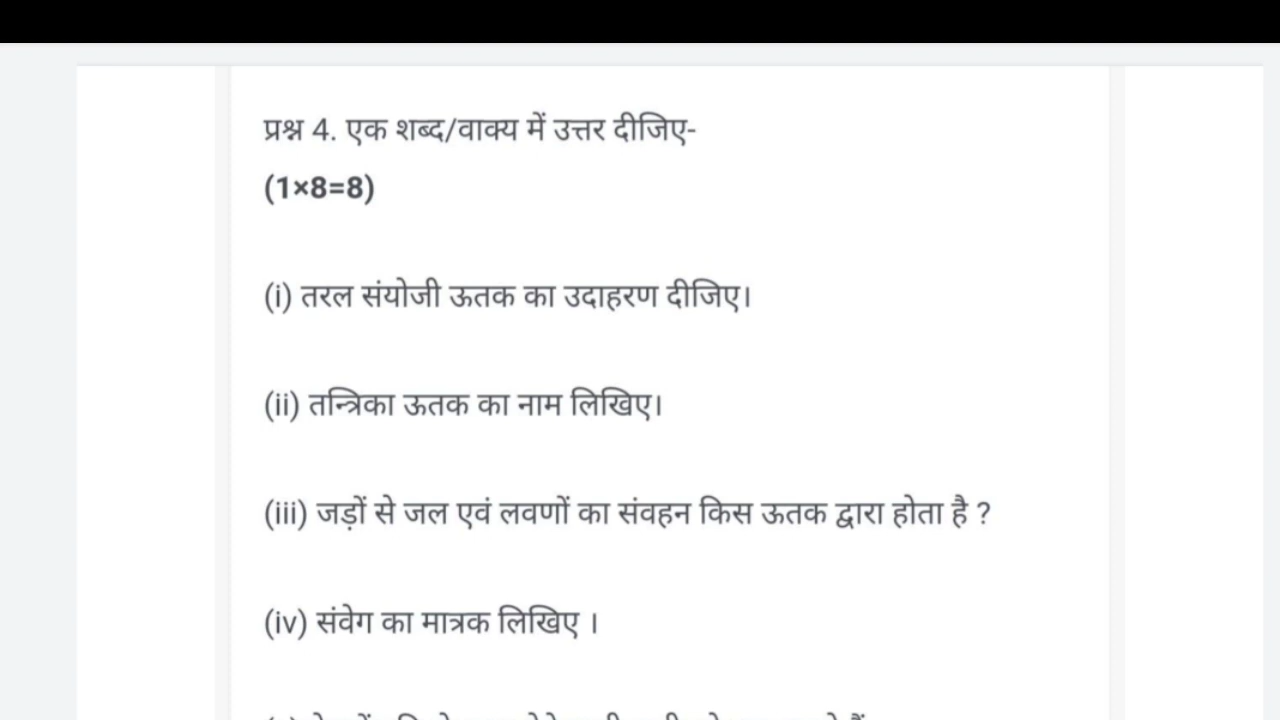 प्रश्न 4. एक शब्द/वाक्य में उत्तर दीजिए-
(1×8=8)
(i) तरल संयोजी ऊतक का उदाहरण दीजिए।
(ii) तन्त्रिका ऊतक का नाम लिखिए।
(iii) जड़ों से जल एवं लवणों का संवहन किस ऊतक द्वारा होता है ?
(iv) संवेग का मात्रक लिखिए ।